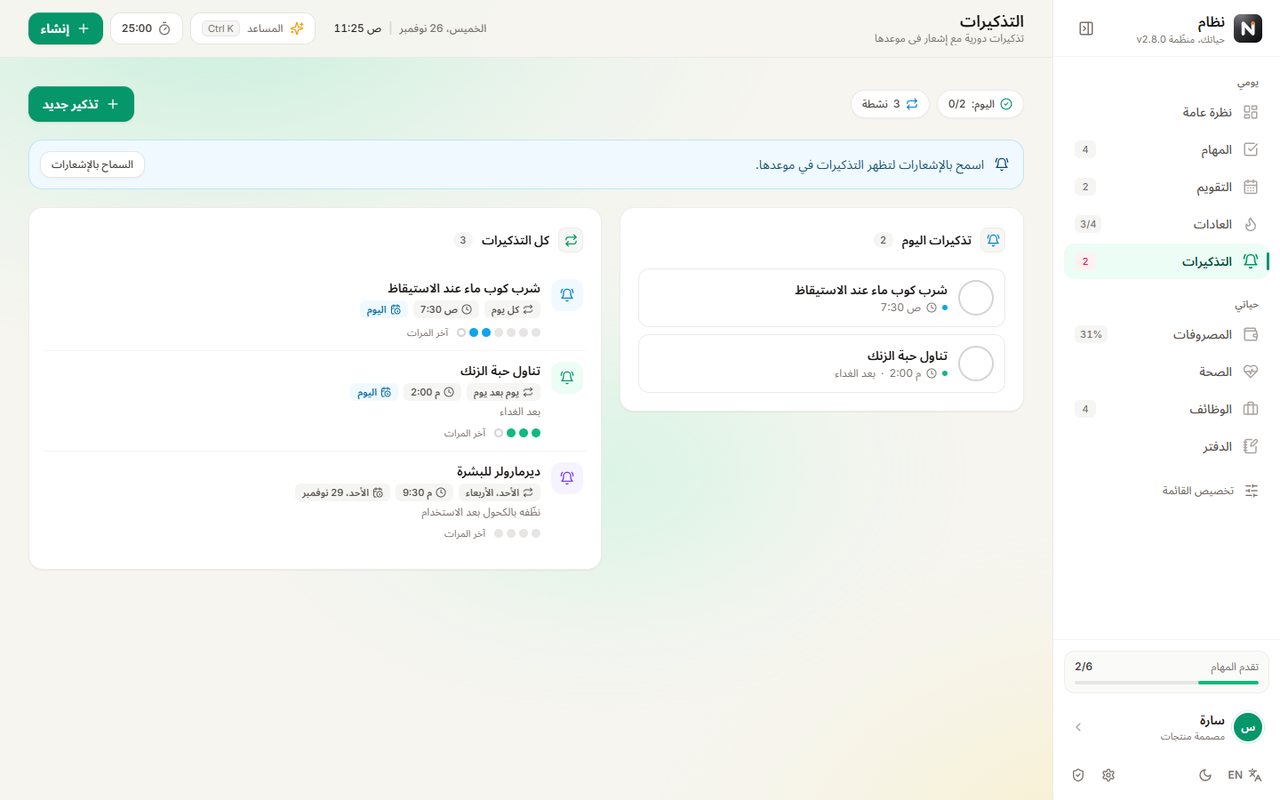 نظام
حياتك، منظّمة v2.8.0
يومي
نظرة عامة
المهام 4
التقويم 2
العادات 3/4
التذكيرات 2
حياتي
المصروفات 31%
الصحة
الوظائف 4
الدفتر
تخصيص القائمة
تقدم المهام 2/6
س
سارة
مصممة منتجات
EN
التذكيرات
تذكيرات دورية مع إشعار في موعدها
الخميس، 26 نوفمبر
11:25 ص
المساعد Ctrl K
25:00
إنشاء
اليوم: 0/2
3 نشطة
تذكير جديد
اسمح بالإشعارات لتظهر التذكيرات في موعدها.
السماح بالإشعارات
تذكيرات اليوم 2
شرب كوب ماء عند الاستيقاظ
7:30 ص
تناول حبة الزنك
2:00 م · بعد الغداء
كل التذكيرات 3
شرب كوب ماء عند الاستيقاظ
كل يوم 7:30 ص اليوم
آخر المرات
تناول حبة الزنك
يوم بعد يوم 2:00 م اليوم
بعد الغداء
آخر المرات
ديرمارولر للبشرة
الأحد، الأربعاء 9:30 م الأحد، 29 نوفمبر
نظّفه بالكحول بعد الاستخدام
آخر المرات